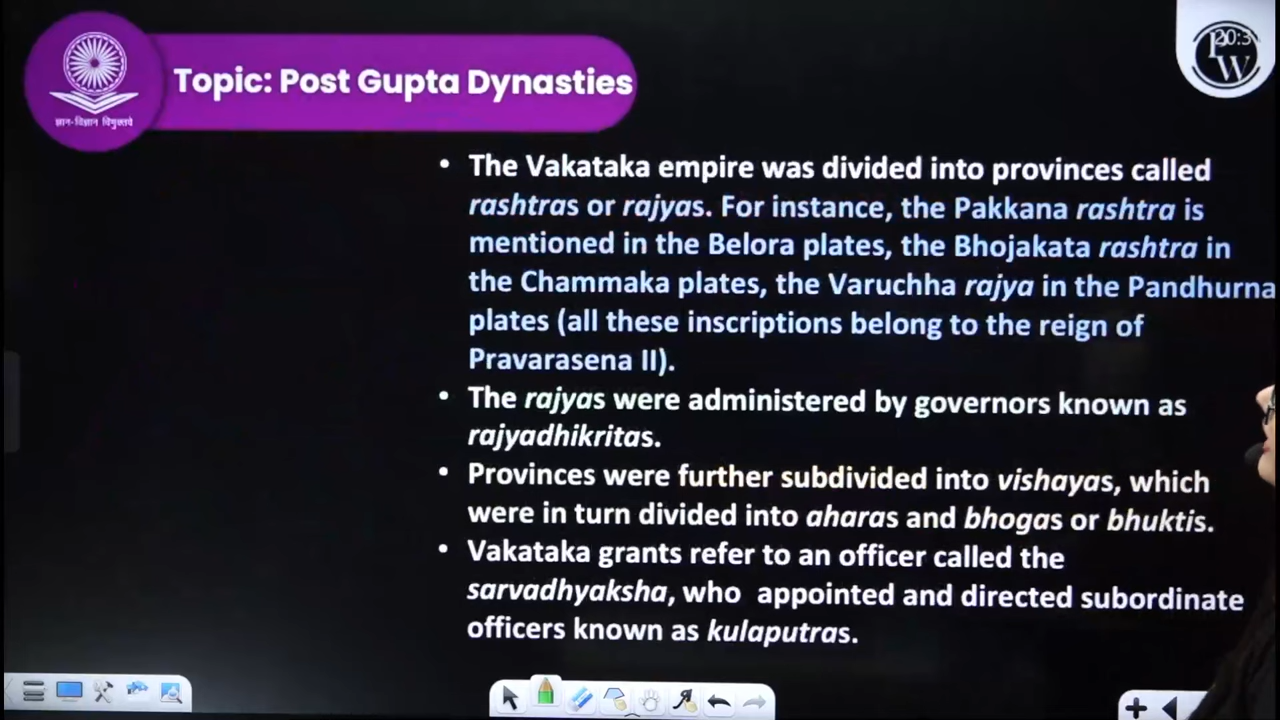 Topic: Post Gupta Dynasties
ज्ञान-विज्ञान विमुक्तये
20:3
PW
• The Vakataka empire was divided into provinces called
rashtras or rajyas. For instance, the Pakkana rashtra is
mentioned in the Belora plates, the Bhojakata rashtra in
the Chammaka plates, the Varuchha rajya in the Pandhurna
plates (all these inscriptions belong to the reign of
Pravarasena II).
• The rajyas were administered by governors known as
rajyadhikritas.
• Provinces were further subdivided into vishayas, which
were in turn divided into aharas and bhogas or bhuktis.
• Vakataka grants refer to an officer called the
sarvadhyaksha, who appointed and directed subordinate
officers known as kulaputras.